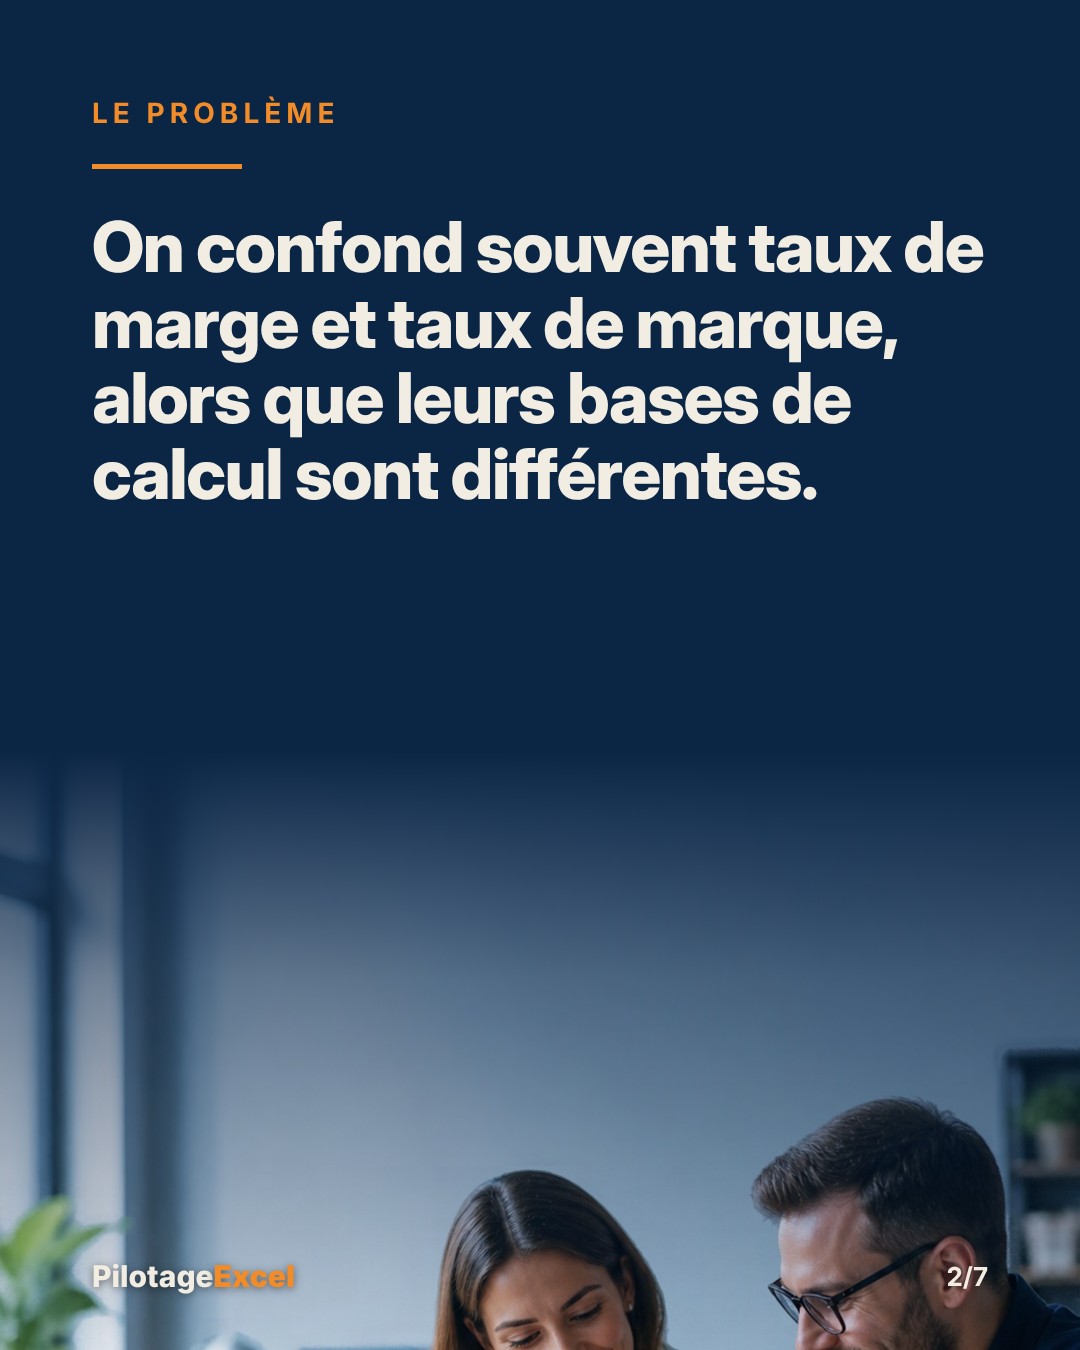 LE PROBLÈME
On confond souvent taux de
marge et taux de marque,
alors que leurs bases de
calcul sont différentes.
PilotageExcel
2/7